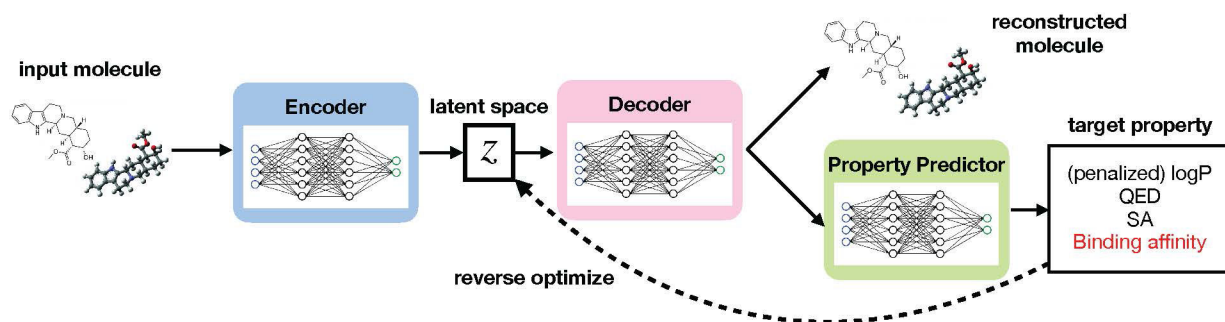 input molecule
Encoder
latent space
z
Decoder
reconstructed
molecule
Property Predictor
target property
(penalized) logP
QED
SA
Binding affinity
reverse optimize